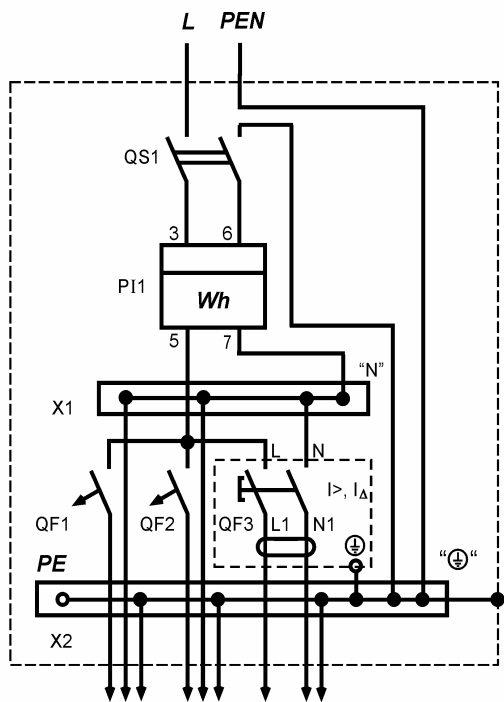 L PEN
QS1
3 6
PI1 Wh
5 7
"N"
X1
L N
I>, IΔ
QF1 QF2 QF3 L1 N1
PE "⏚"
X2